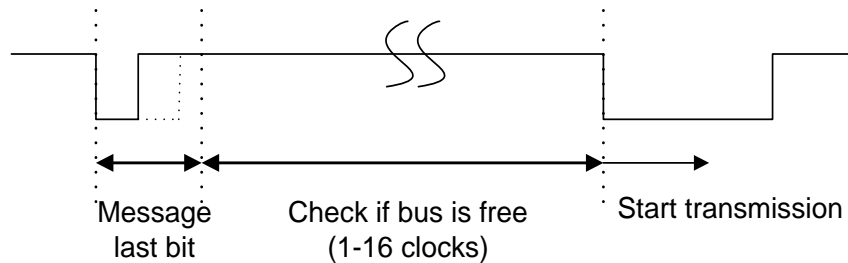 Message
last bit
Check if bus is free
(1-16 clocks)
Start transmission